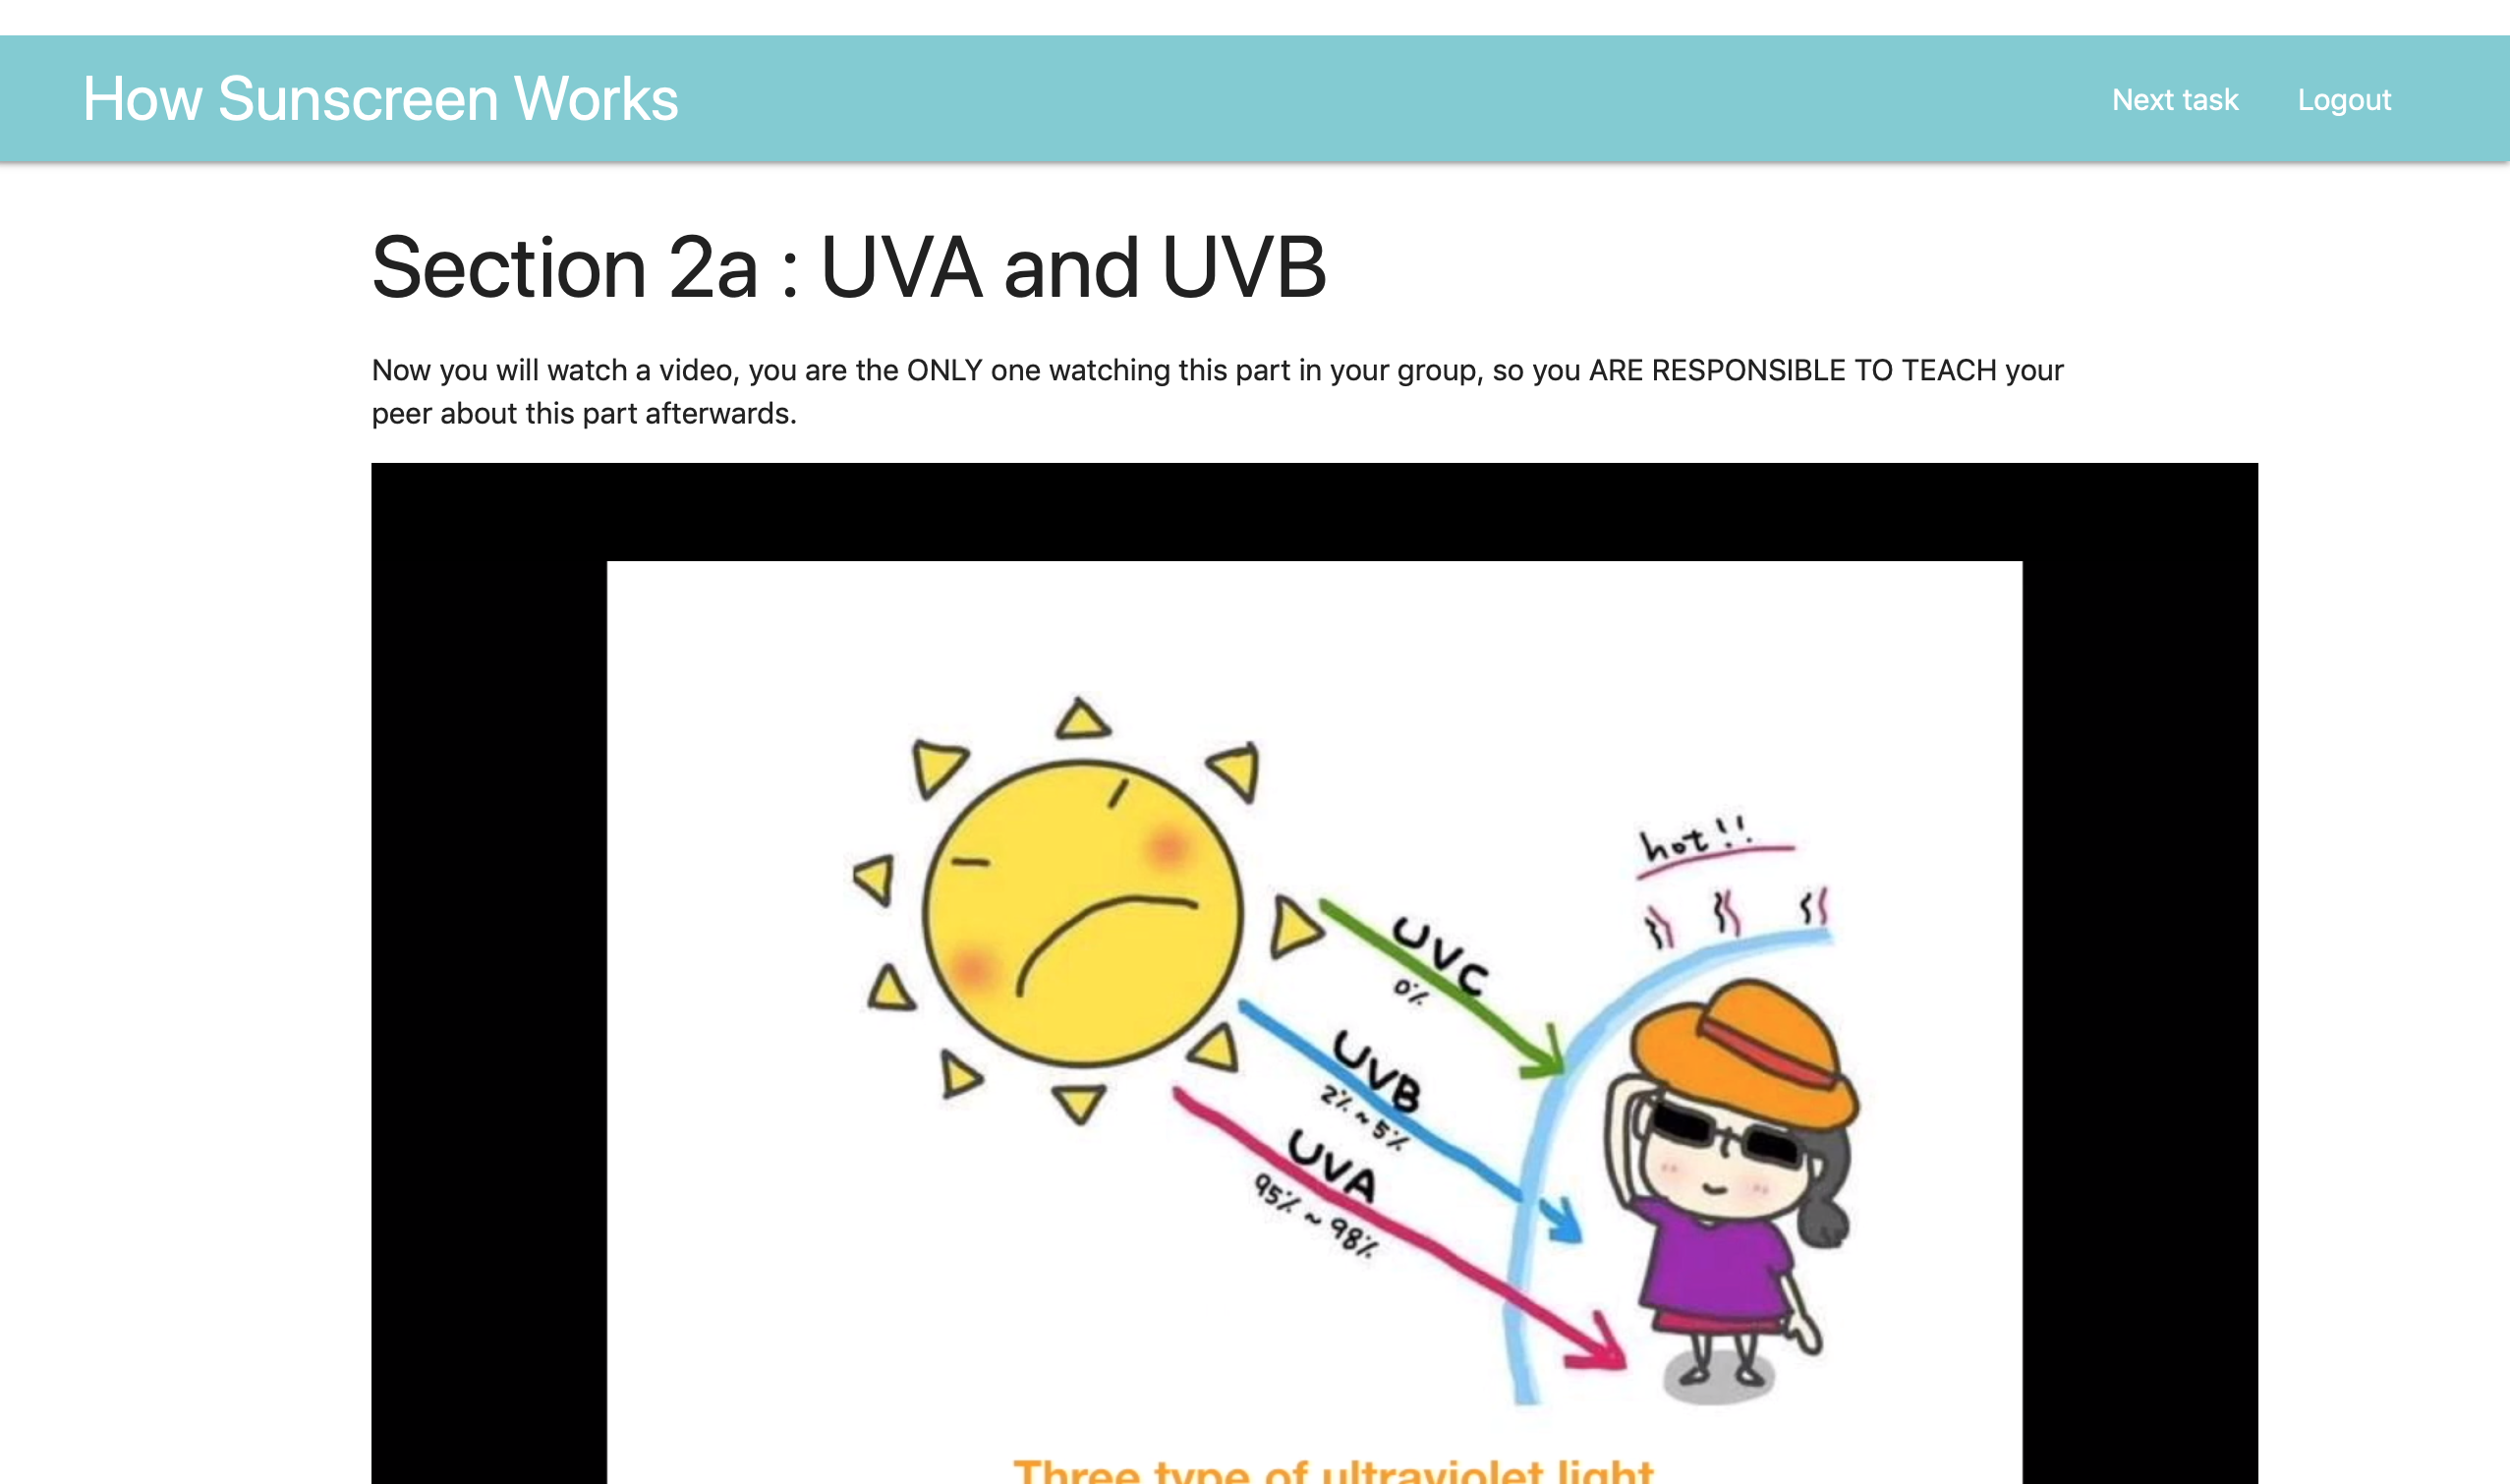 How Sunscreen Works
Next task
Logout
Section 2a : UVA and UVB
Now you will watch a video, you are the ONLY one watching this part in your group, so you ARE RESPONSIBLE TO TEACH your
peer about this part afterwards.
hot!!
UVC
0%
UVB
2% ~ 5%
UVA
95% ~ 98%
Three type of ultraviolet light